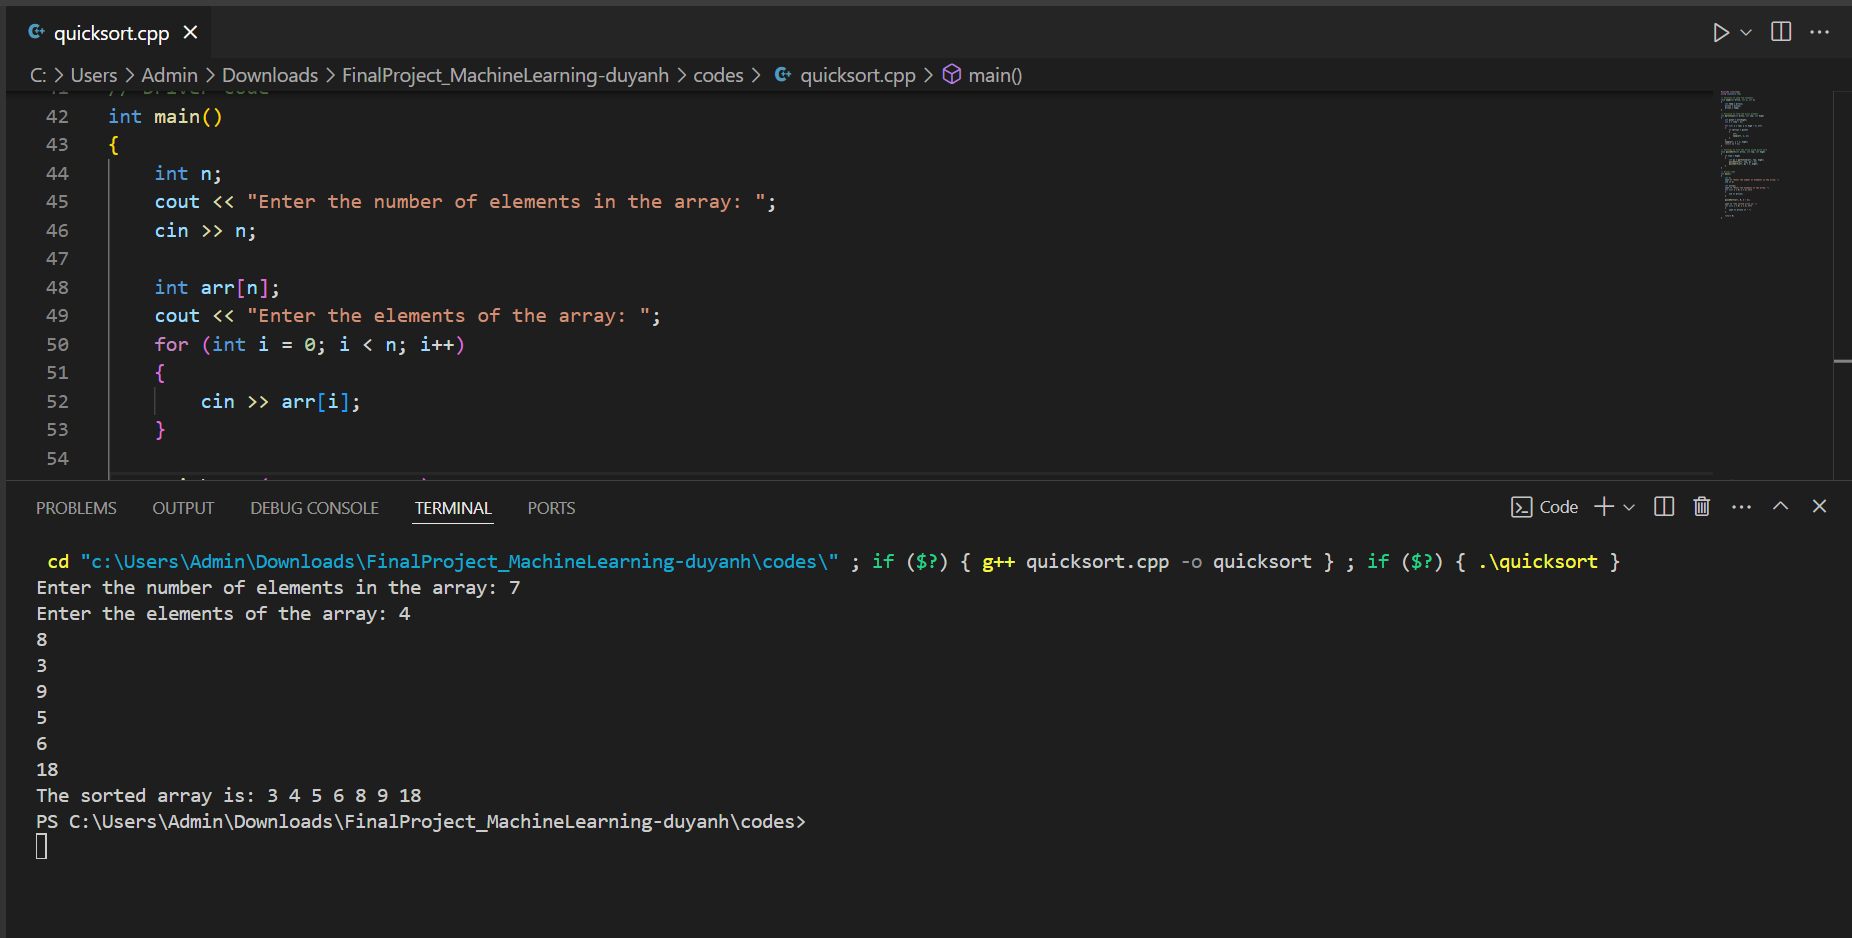 quicksort.cpp
C: > Users > Admin > Downloads > FinalProject_MachineLearning-duyanh > codes > quicksort.cpp > main()
41 // Driver code
42 int main()
43 {
44 int n;
45 cout << "Enter the number of elements in the array: ";
46 cin >> n;
47
48 int arr[n];
49 cout << "Enter the elements of the array: ";
50 for (int i = 0; i < n; i++)
51 {
52 cin >> arr[i];
53 }
54
PROBLEMS OUTPUT DEBUG CONSOLE TERMINAL PORTS Code
cd "c:\Users\Admin\Downloads\FinalProject_MachineLearning-duyanh\codes\" ; if ($?) { g++ quicksort.cpp -o quicksort } ; if ($?) { .\quicksort }
Enter the number of elements in the array: 7
Enter the elements of the array: 4
8
3
9
5
6
18
The sorted array is: 3 4 5 6 8 9 18
PS C:\Users\Admin\Downloads\FinalProject_MachineLearning-duyanh\codes>